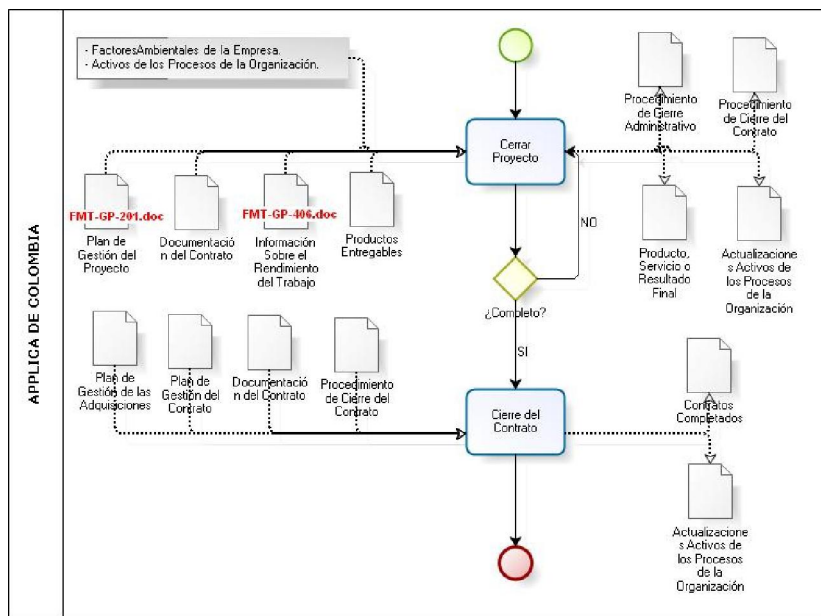 APPLICA DE COLOMBIA
- FactoresAmbientales de la Empresa.
- Activos de los Procesos de la Organización.
Procedimiento
de Cierre
Administrativo
Procedimiento
de Cierre del
Contrato
Cerrar
Proyecto
FMT-GP-201.doc
Plan de
Gestión del
Proyecto
Documentació
n del Contrato
FMT-GP-406.doc
Información
Sobre el
Rendimiento
del Trabajo
Productos
Entregables
NO
Producto,
Servicio o
Resultado
Final
Actualizacione
s Activos de
los Procesos
de la
Organización
¿Completo?
SI
Plan de
Gestión de las
Adquisiciones
Plan de
Gestión del
Contrato
Documentació
n del Contrato
Procedimiento
de Cierre del
Contrato
Cierre del
Contrato
Contratos
Completados
Actualizacione
s Activos de
los Procesos
de la
Organización